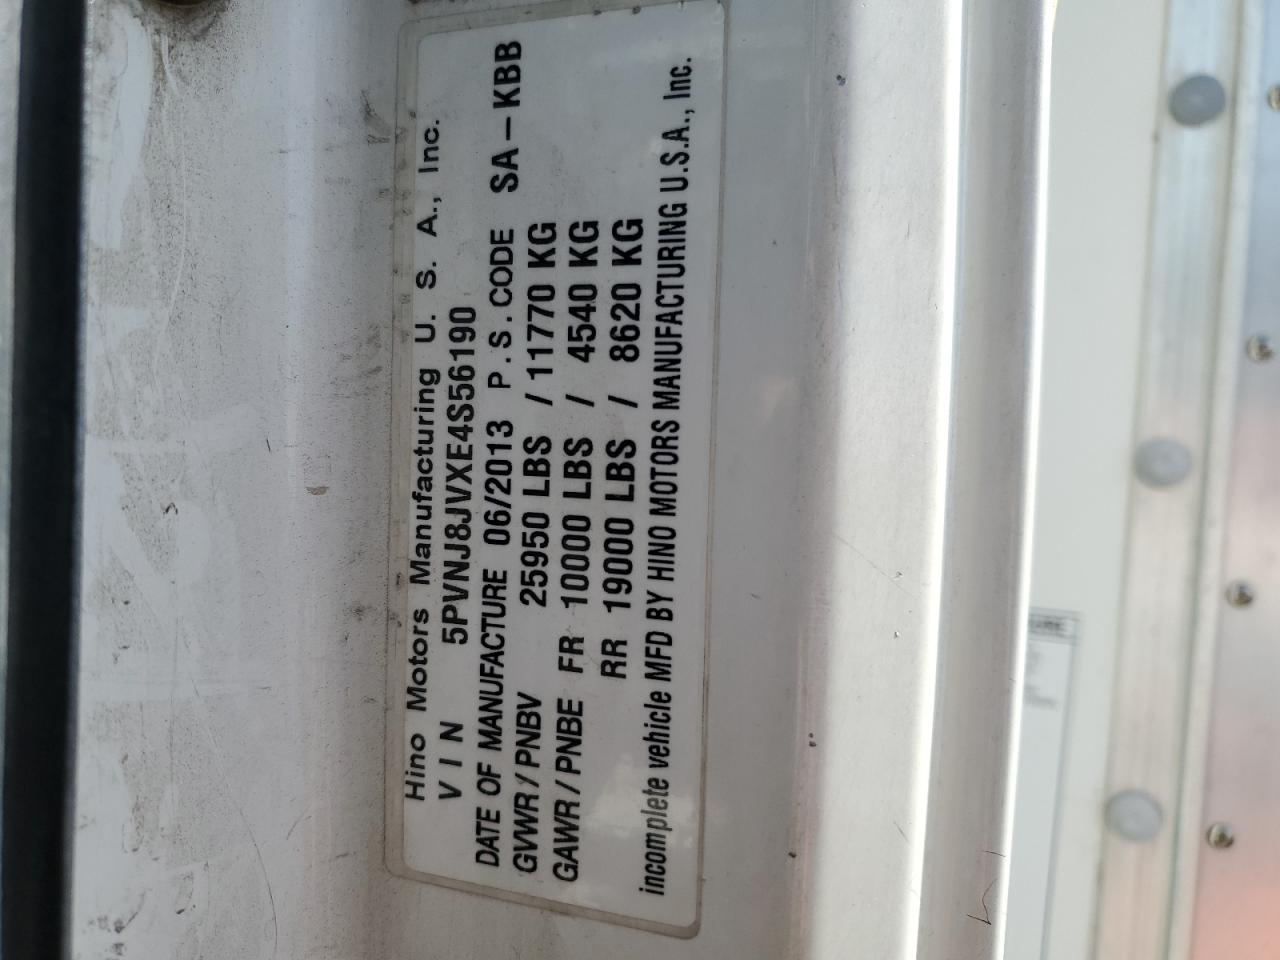 Hino Motors Manufacturing U. S. A., Inc.
VIN 5PVNJ8JVXE4S56190
DATE OF MANUFACTURE 06/2013 P.S.CODE SA-KBB
GVWR/PNBV 25950 LBS / 11770 KG
GAWR/PNBE FR 10000 LBS / 4540 KG
RR 19000 LBS / 8620 KG
incomplete vehicle MFD BY HINO MOTORS MANUFACTURING U.S.A., Inc.